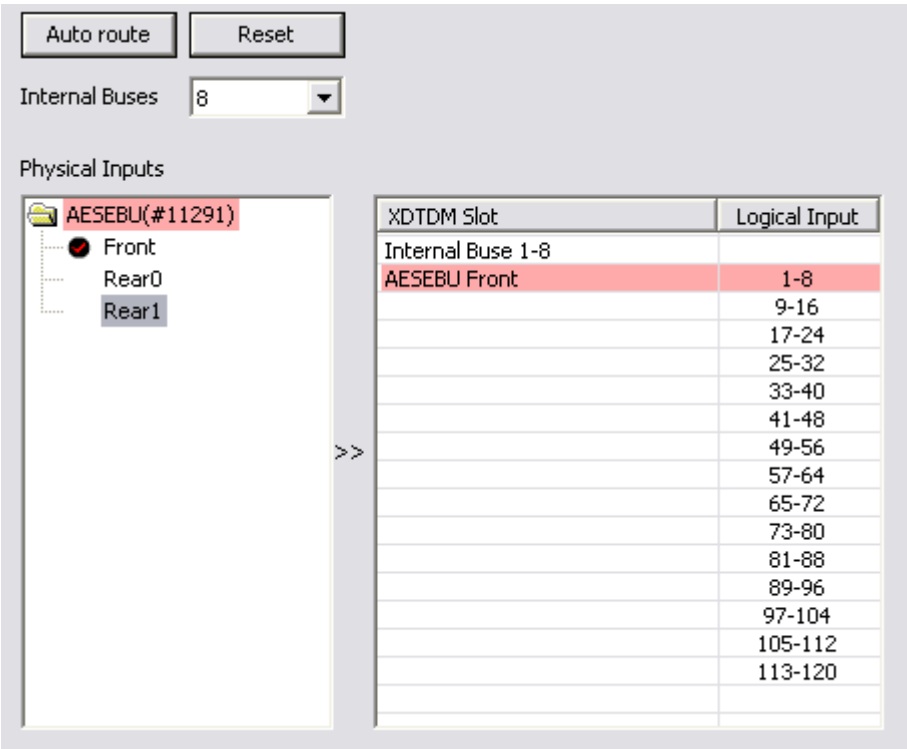 Auto route Reset
Internal Buses 8
Physical Inputs
AESEBU(#11291)
Front
Rear0
Rear1
>>
XDTDM Slot Logical Input
Internal Buse 1-8
AESEBU Front 1-8
9-16
17-24
25-32
33-40
41-48
49-56
57-64
65-72
73-80
81-88
89-96
97-104
105-112
113-120